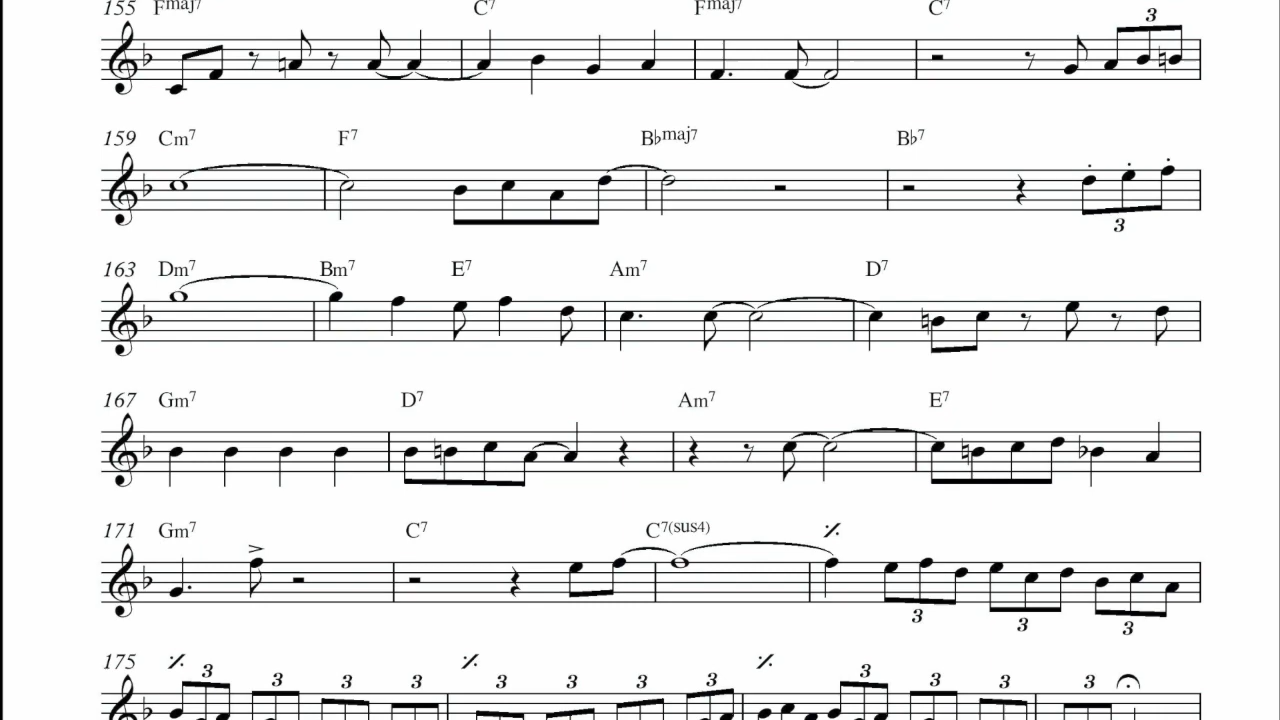 155 Fmaj7 C7 Fmaj7 C7
3
159 Cm7 F7 B♭maj7 B♭7
3
163 Dm7 Bm7 E7 Am7 D7
167 Gm7 D7 Am7 E7
171 Gm7 C7 C7(sus4)
3 3 3
175
3 3 3 3 3 3 3 3 3 3 3 3